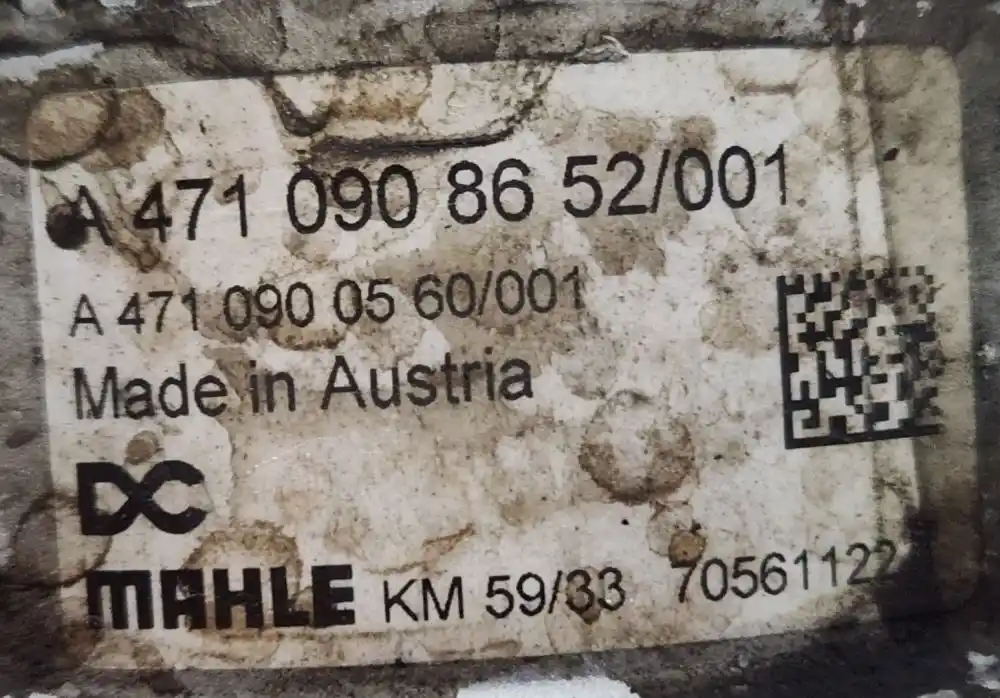 A 471 090 86 52/001
A 471 090 05 60/001
Made in Austria
DC
MAHLE KM 59/33 70561122